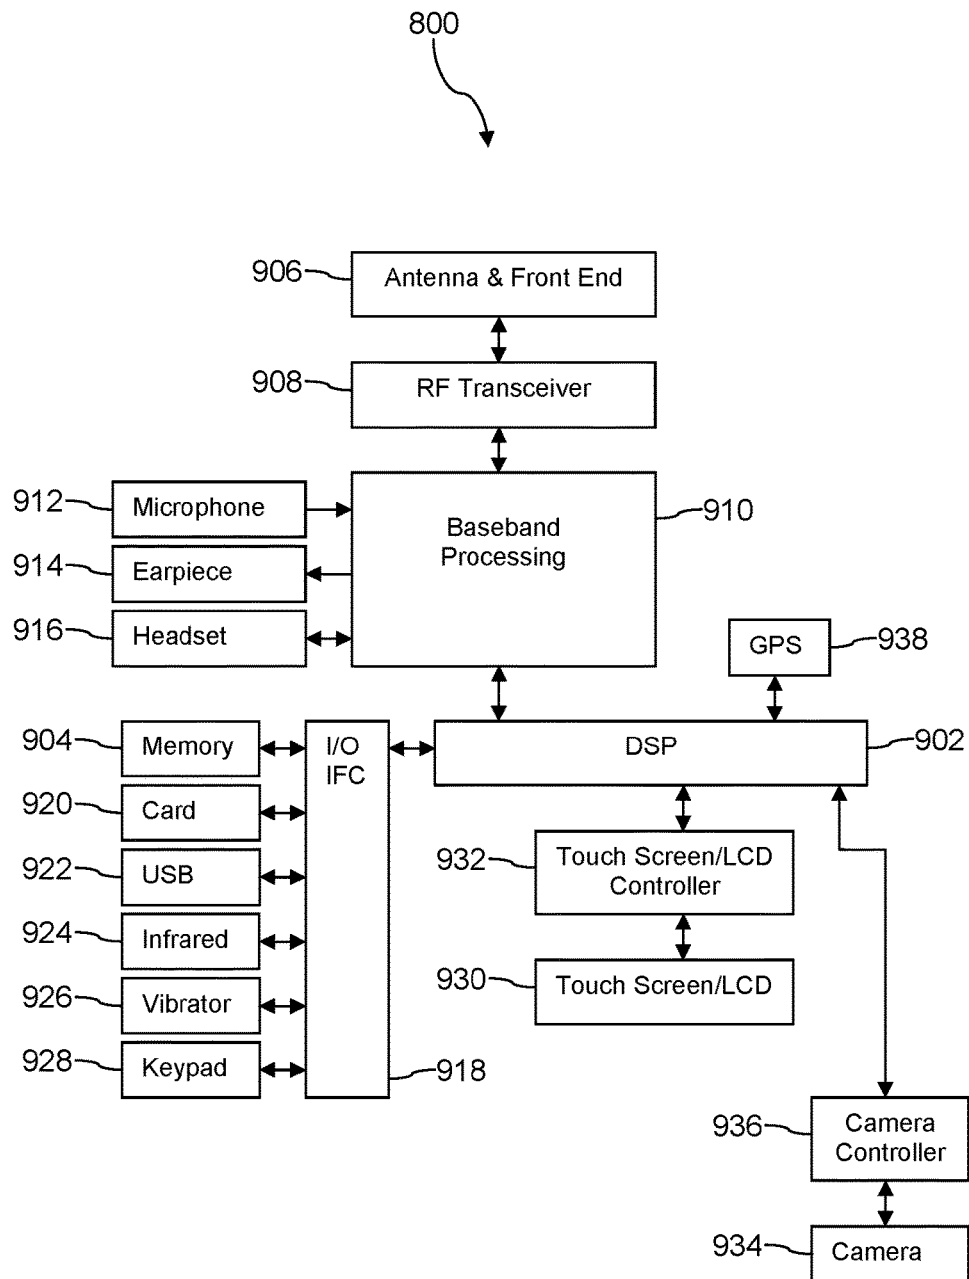 800
906
Antenna & Front End
908
RF Transceiver
912
Microphone
Baseband
Processing
910
914
Earpiece
916
Headset
GPS
938
904
Memory
I/O
IFC
DSP
902
920
Card
922
USB
932
Touch Screen/LCD
Controller
924
Infrared
926
Vibrator
930
Touch Screen/LCD
928
Keypad
918
936
Camera
Controller
934
Camera